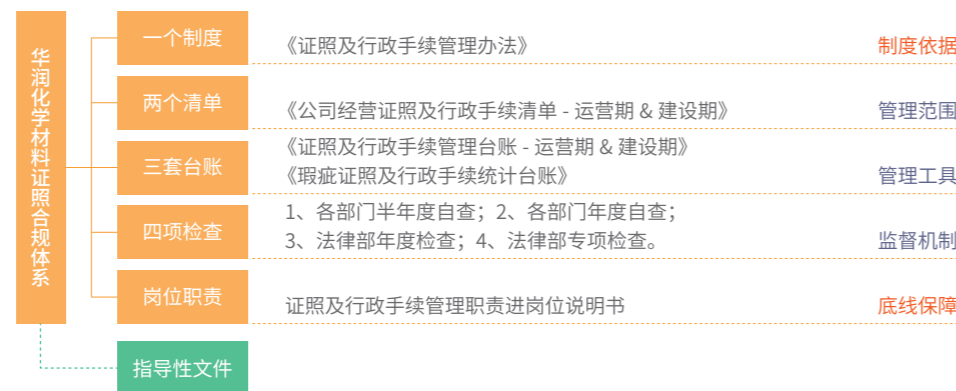 华润化学材料证照合规体系
一个制度
《证照及行政手续管理办法》
制度依据
两个清单
《公司经营证照及行政手续清单 - 运营期 & 建设期》
管理范围
三套台账
《证照及行政手续管理台账 - 运营期 & 建设期》
《瑕疵证照及行政手续统计台账》
管理工具
四项检查
1、各部门半年度自查；2、各部门年度自查；
3、法律部年度检查；4、法律部专项检查。
监督机制
岗位职责
证照及行政手续管理职责进岗位说明书
底线保障
指导性文件